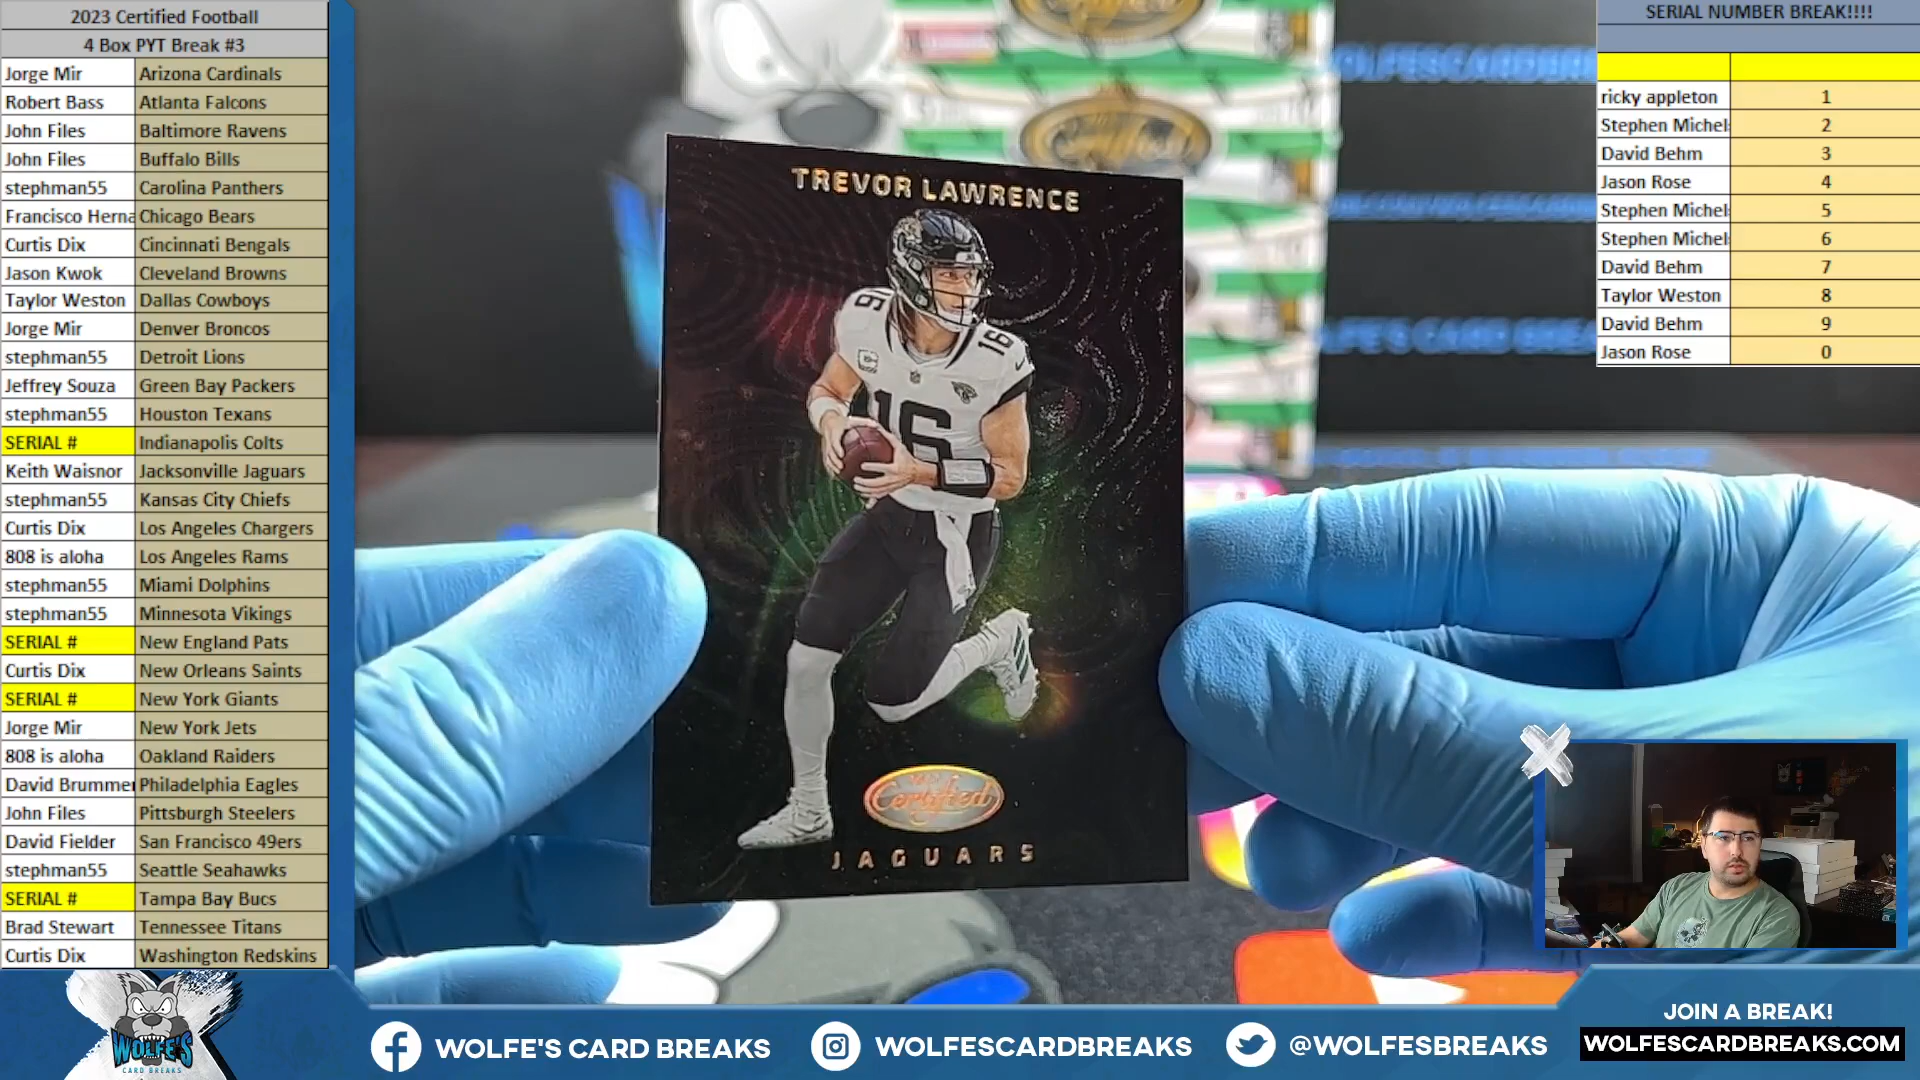 2023 Certified Football
4 Box PYT Break #3
Jorge Mir Arizona Cardinals
Robert Bass Atlanta Falcons
John Files Baltimore Ravens
John Files Buffalo Bills
stephman55 Carolina Panthers
Francisco Herna Chicago Bears
Curtis Dix Cincinnati Bengals
Jason Kwok Cleveland Browns
Taylor Weston Dallas Cowboys
Jorge Mir Denver Broncos
stephman55 Detroit Lions
Jeffrey Souza Green Bay Packers
stephman55 Houston Texans
SERIAL # Indianapolis Colts
Keith Waisnor Jacksonville Jaguars
stephman55 Kansas City Chiefs
Curtis Dix Los Angeles Chargers
808 is aloha Los Angeles Rams
stephman55 Miami Dolphins
stephman55 Minnesota Vikings
SERIAL # New England Pats
Curtis Dix New Orleans Saints
SERIAL # New York Giants
Jorge Mir New York Jets
808 is aloha Oakland Raiders
David Brummer Philadelphia Eagles
John Files Pittsburgh Steelers
David Fielder San Francisco 49ers
stephman55 Seattle Seahawks
SERIAL # Tampa Bay Bucs
Brad Stewart Tennessee Titans
Curtis Dix Washington Redskins
TREVOR LAWRENCE
16
16
16
Certified
JAGUARS
WOLFE'S CARD BREAKS
SERIAL NUMBER BREAK!!!!
ricky appleton 1
Stephen Michel 2
David Behm 3
Jason Rose 4
Stephen Michel 5
Stephen Michel 6
David Behm 7
Taylor Weston 8
David Behm 9
Jason Rose 0
WOLFE'S
CARD BREAKS
WOLFE'S CARD BREAKS
WOLFESCARDBREAKS
@WOLFESBREAKS
JOIN A BREAK!
WOLFESCARDBREAKS.COM